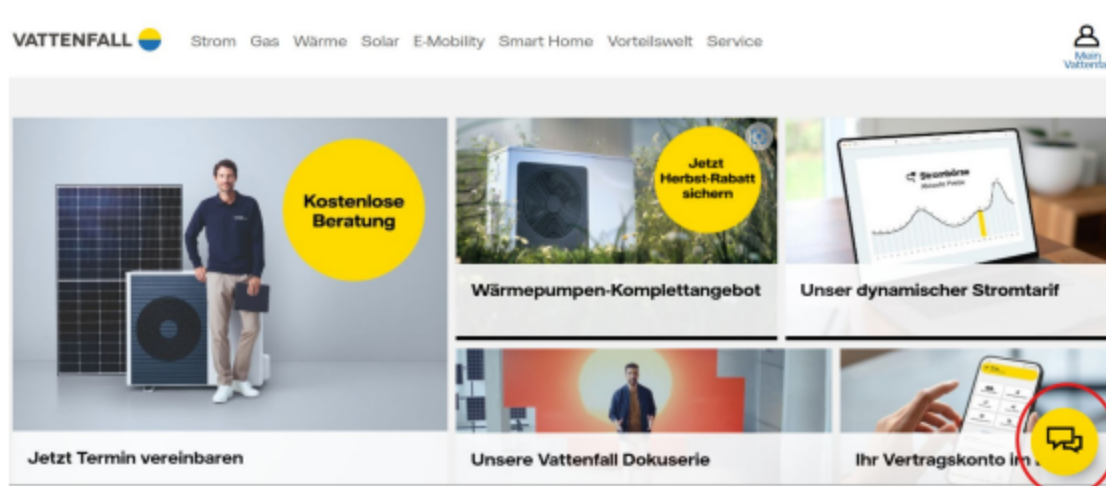 VATTENFALL
Strom Gas Wärme Solar E-Mobility Smart Home Vorteilswelt Service
Mein
Kostenlose
Beratung
Jetzt Termin vereinbaren
Jetzt
Herbst-Rabatt
sichern
Wärmepumpen-Komplettangebot
Strombörse
Unser dynamischer Stromtarif
Unsere Vattenfall Dokuserie
Ihr Vertragskonto im